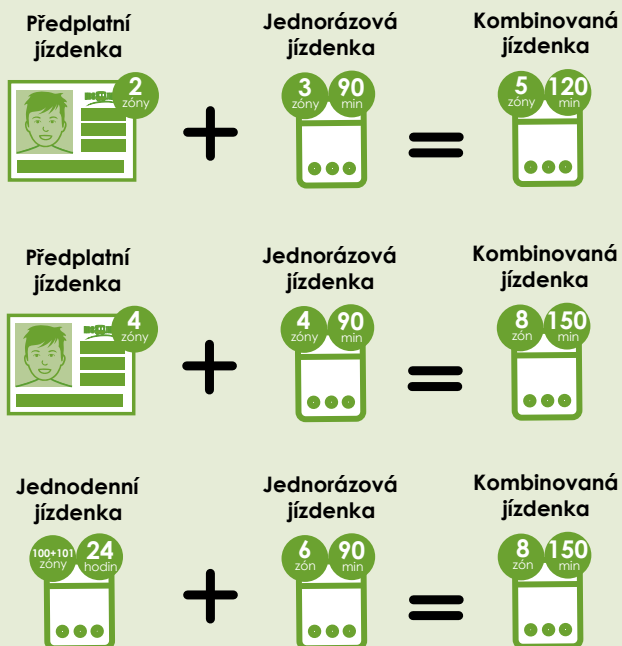 Předplatní
jízdenka
Jednorázová
jízdenka
Kombinovaná
jízdenka
2
zóny
+
3
zóny
90
min
=
5
zóny
120
min
Předplatní
jízdenka
Jednorázová
jízdenka
Kombinovaná
jízdenka
4
zóny
+
4
zóny
90
min
=
8
zón
150
min
Jednodenní
jízdenka
Jednorázová
jízdenka
Kombinovaná
jízdenka
100+101
zóny
24
hodin
+
6
zón
90
min
=
8
zón
150
min